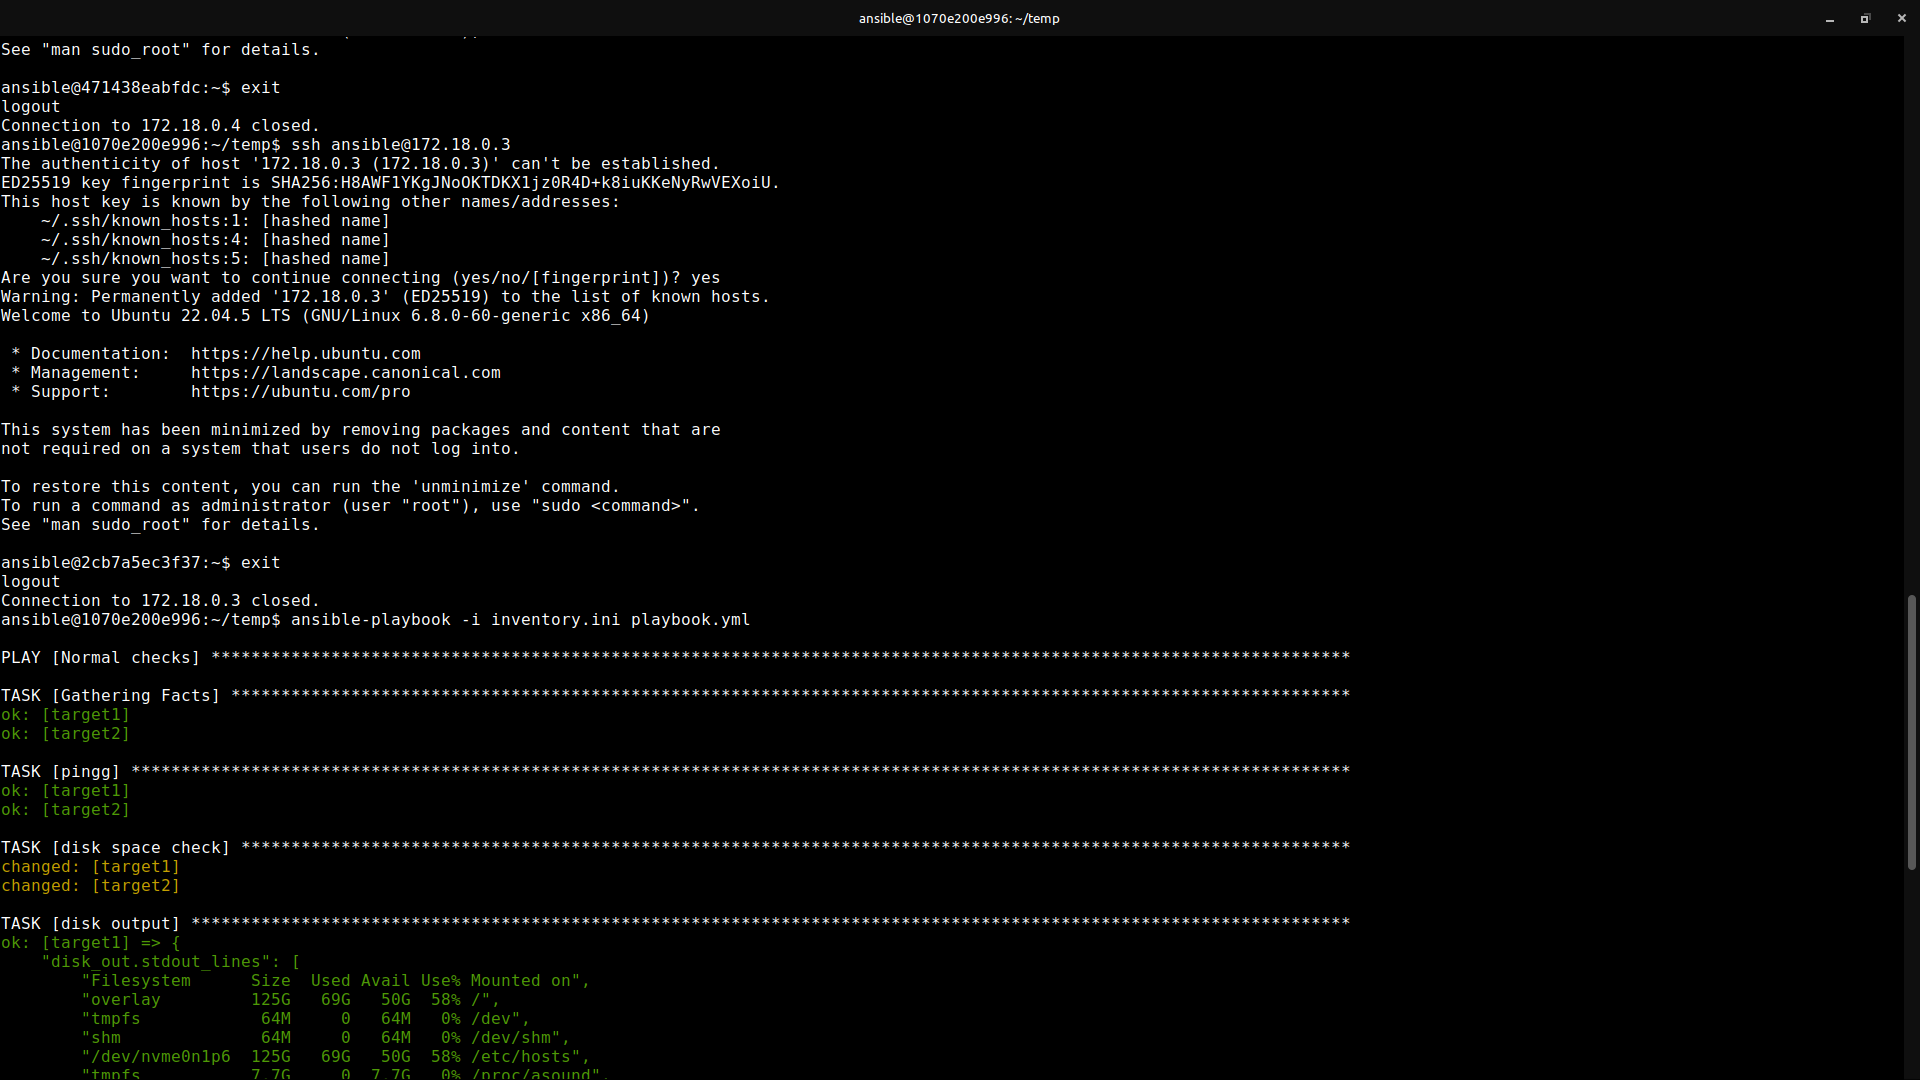 ansible@1070e200e996: ~/temp
See "man sudo_root" for details.
ansible@471438eabfdc:~$ exit
logout
Connection to 172.18.0.4 closed.
ansible@1070e200e996:~/temp$ ssh ansible@172.18.0.3
The authenticity of host '172.18.0.3 (172.18.0.3)' can't be established.
ED25519 key fingerprint is SHA256:H8AWF1YKgJNoOKTDKX1jz0R4D+k8iuKKeNyRwVEXoiU.
This host key is known by the following other names/addresses:
    ~/.ssh/known_hosts:1: [hashed name]
    ~/.ssh/known_hosts:4: [hashed name]
    ~/.ssh/known_hosts:5: [hashed name]
Are you sure you want to continue connecting (yes/no/[fingerprint])? yes
Warning: Permanently added '172.18.0.3' (ED25519) to the list of known hosts.
Welcome to Ubuntu 22.04.5 LTS (GNU/Linux 6.8.0-60-generic x86_64)
 * Documentation:  https://help.ubuntu.com
 * Management:     https://landscape.canonical.com
 * Support:        https://ubuntu.com/pro
This system has been minimized by removing packages and content that are
not required on a system that users do not log into.
To restore this content, you can run the 'unminimize' command.
To run a command as administrator (user "root"), use "sudo <command>".
See "man sudo_root" for details.
ansible@2cb7a5ec3f37:~$ exit
logout
Connection to 172.18.0.3 closed.
ansible@1070e200e996:~/temp$ ansible-playbook -i inventory.ini playbook.yml
PLAY [Normal checks] ******************************************************************************************************************
TASK [Gathering Facts] ****************************************************************************************************************
ok: [target1]
ok: [target2]
TASK [pingg] **************************************************************************************************************************
ok: [target1]
ok: [target2]
TASK [disk space check] ***************************************************************************************************************
changed: [target1]
changed: [target2]
TASK [disk output] ********************************************************************************************************************
ok: [target1] => {
    "disk_out.stdout_lines": [
        "Filesystem      Size  Used Avail Use% Mounted on",
        "overlay         125G   69G   50G  58% /",
        "tmpfs            64M     0   64M   0% /dev",
        "shm              64M     0   64M   0% /dev/shm",
        "/dev/nvme0n1p6  125G   69G   50G  58% /etc/hosts",
        "tmpfs           7.7G     0  7.7G   0% /proc/asound",